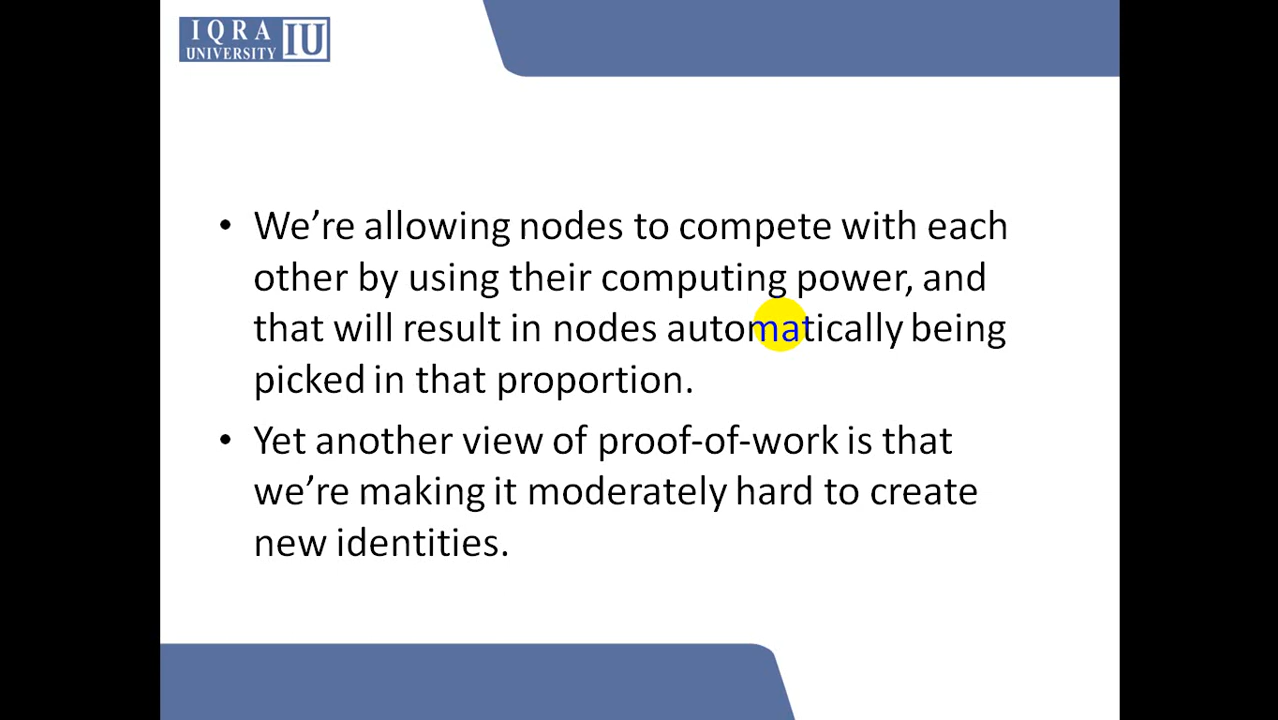 IQRA
UNIVERSITY IU
• We’re allowing nodes to compete with each
other by using their computing power, and
that will result in nodes automatically being
picked in that proportion.
• Yet another view of proof-of-work is that
we’re making it moderately hard to create
new identities.